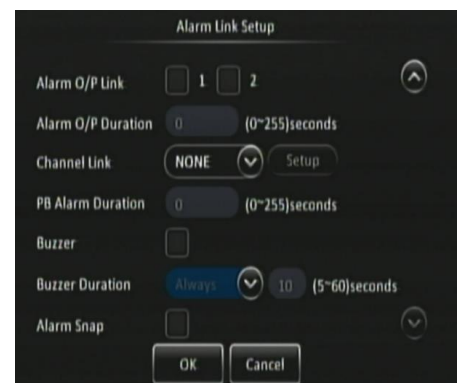 Alarm Link Setup
Alarm O/P Link 1 2
Alarm O/P Duration 0 (0~255)seconds
Channel Link NONE Setup
PB Alarm Duration 0 (0~255)seconds
Buzzer
Buzzer Duration Always 10 (5~60)seconds
Alarm Snap
OK Cancel